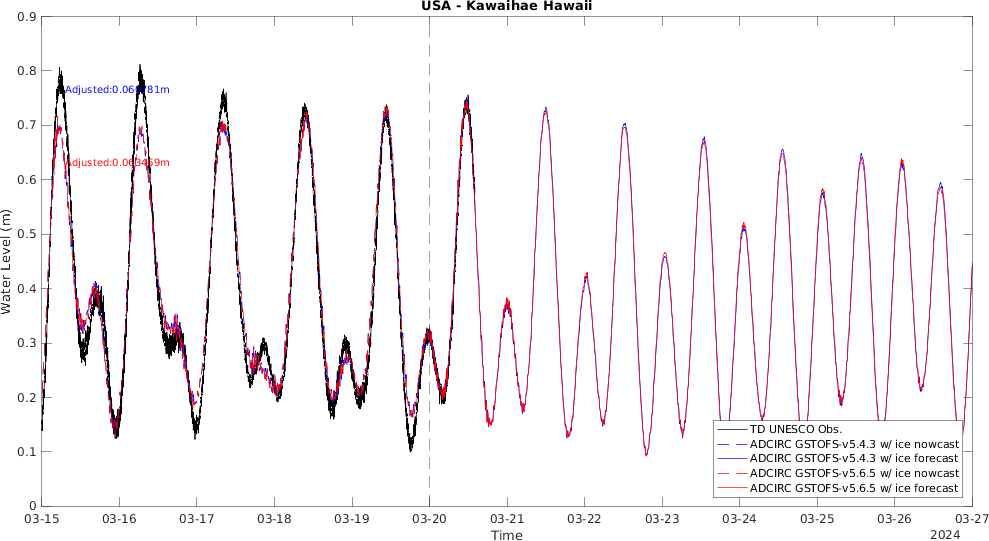 USA - Kawaihae Hawaii
0.9
0.8
0.7
0.6
0.5
0.4
0.3
0.2
0.1
0
Water Level (m)
TD UNESCO Obs.
ADCIRC GSTOFS-v5.4.3 w/ ice nowcast
ADCIRC GSTOFS-v5.4.3 w/ ice forecast
ADCIRC GSTOFS-v5.6.5 w/ ice nowcast
ADCIRC GSTOFS-v5.6.5 w/ ice forecast
03-15 03-16 03-17 03-18 03-19 03-20 03-21 03-22 03-23 03-24 03-25 03-26 03-27
Time
2024